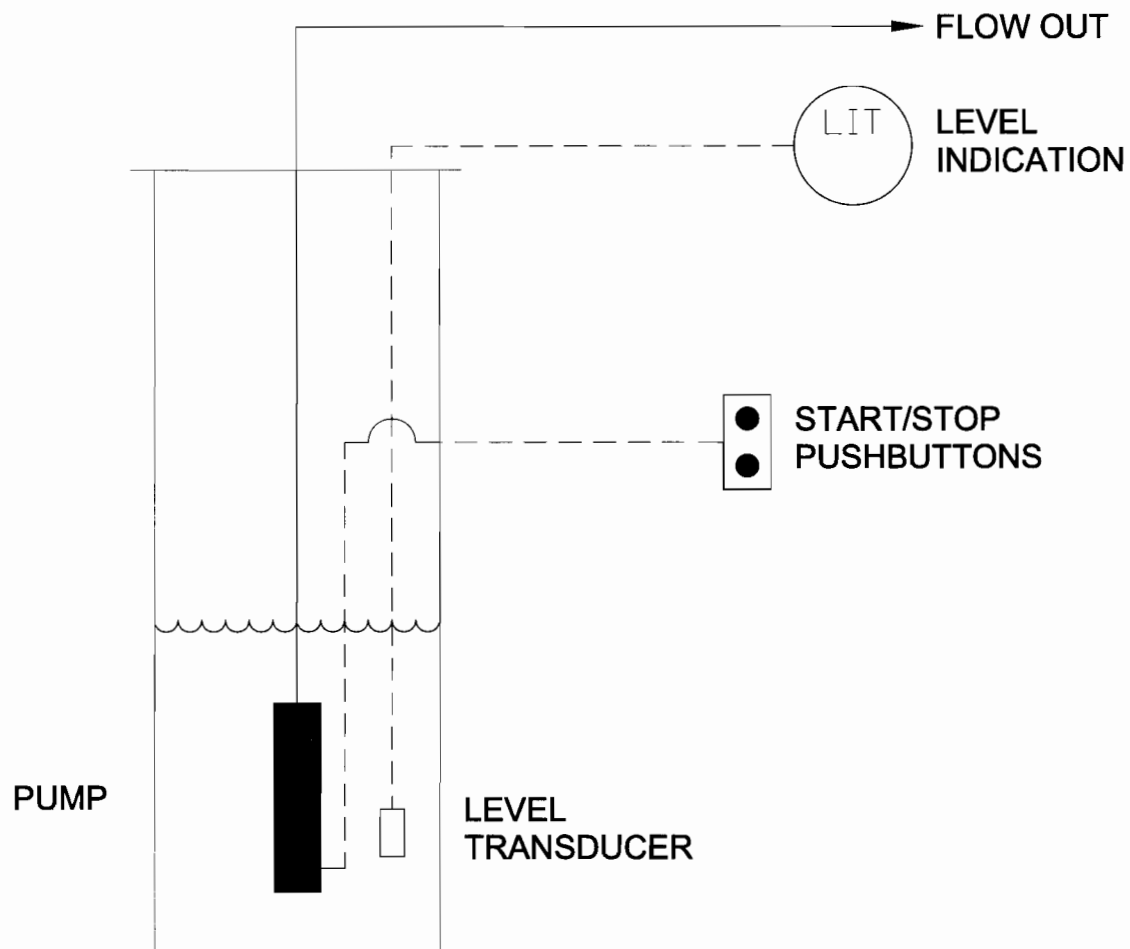 FLOW OUT
LIT
LEVEL
INDICATION
START/STOP
PUSHBUTTONS
PUMP
LEVEL
TRANSDUCER